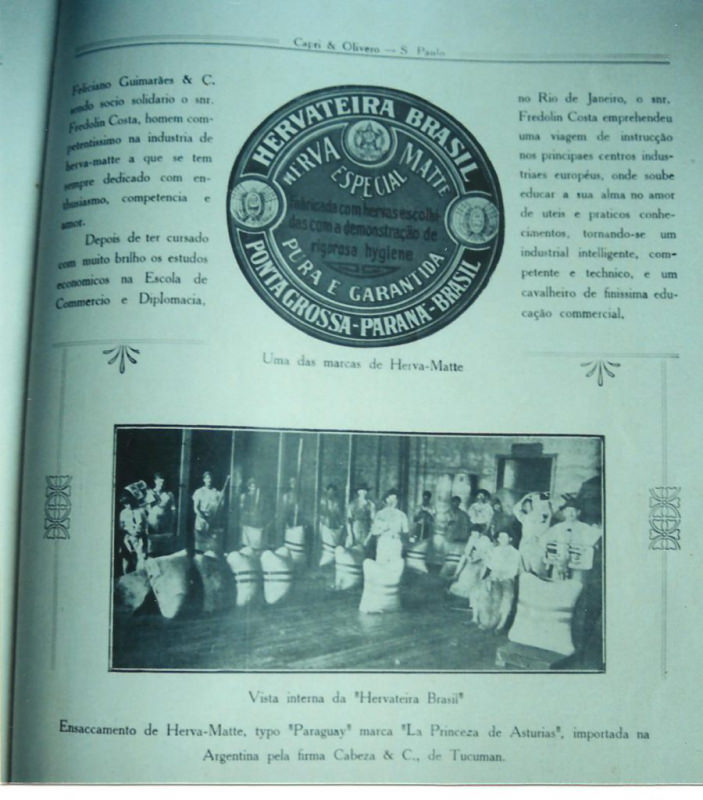 Capri & Olivero — S. Paulo
Feliciano Guimarães & C.
sendo socio solidario o snr.
Fredolin Costa, homem com-
petentissimo na industria de
herva-matte a que se tem
sempre dedicado com en-
thusiasmo, competencia e
amor.
Depois de ter cursado
com muito brilho os estudos
economicos na Escola de
Commercio e Diplomacia,
HERVATEIRA BRASIL
HERVA MATTE
ESPECIAL
Fabricada com hervas escolhi-
das com a demonstração de
rigorosa hygiene
PURA E GARANTIDA
PONTA GROSSA-PARANÁ-BRASIL
Uma das marcas de Herva-Matte
no Rio de Janeiro, o snr.
Fredolin Costa emprehendeu
uma viagem de instrucção
nos principaes centros indus-
triaes européus, onde soube
educar a sua alma no amor
de uteis e praticos conhe-
cimentos, tornando-se um
industrial intelligente, com-
petente e technico, e um
cavalheiro de finissima edu-
cação commercial.
Vista interna da "Hervateira Brasil"
Ensaccamento de Herva-Matte, typo "Paraguay" marca "La Princeza de Asturias", importada na
Argentina pela firma Cabeza & C., de Tucuman.